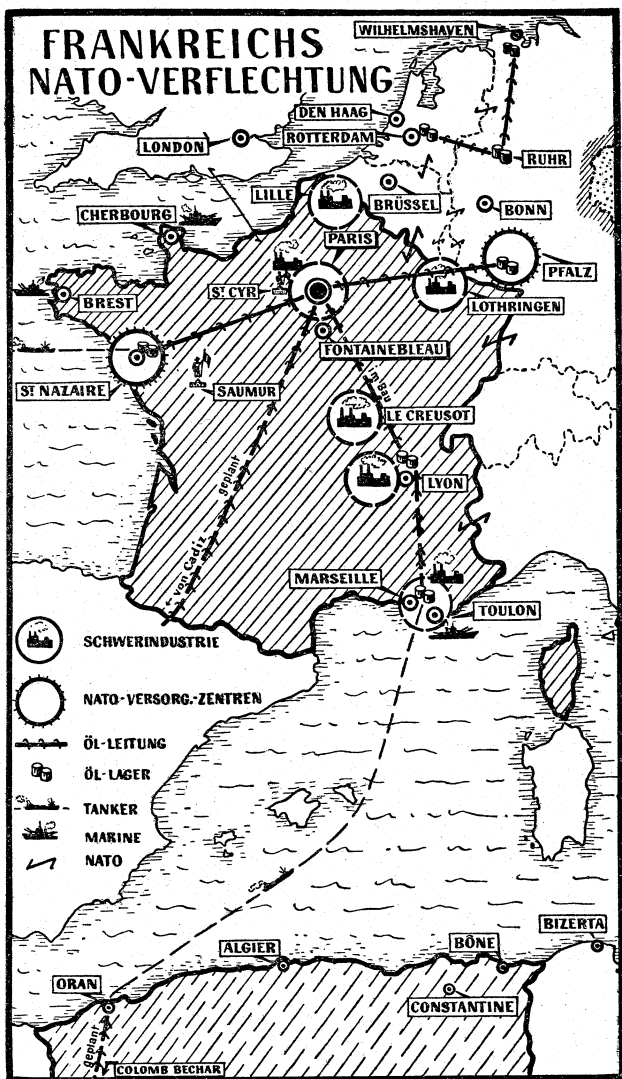 FRANKREICHS
NATO-VERFLECHTUNG
WILHELMSHAVEN
DEN HAAG
ROTTERDAM
LONDON
RUHR
LILLE
BRÜSSEL
BONN
CHERBOURG
PARIS
PFALZ
ST CYR
BREST
LOTHRINGEN
FONTAINEBLEAU
ST NAZAIRE
SAUMUR
im Bau
LE CREUSOT
geplant
LYON
von Cadiz
MARSEILLE
TOULON
SCHWERINDUSTRIE
NATO-VERSORG.-ZENTREN
ÖL-LEITUNG
ÖL-LAGER
TANKER
MARINE
NATO
BIZERTA
ALGIER
BÔNE
ORAN
CONSTANTINE
geplant
COLOMB BECHAR